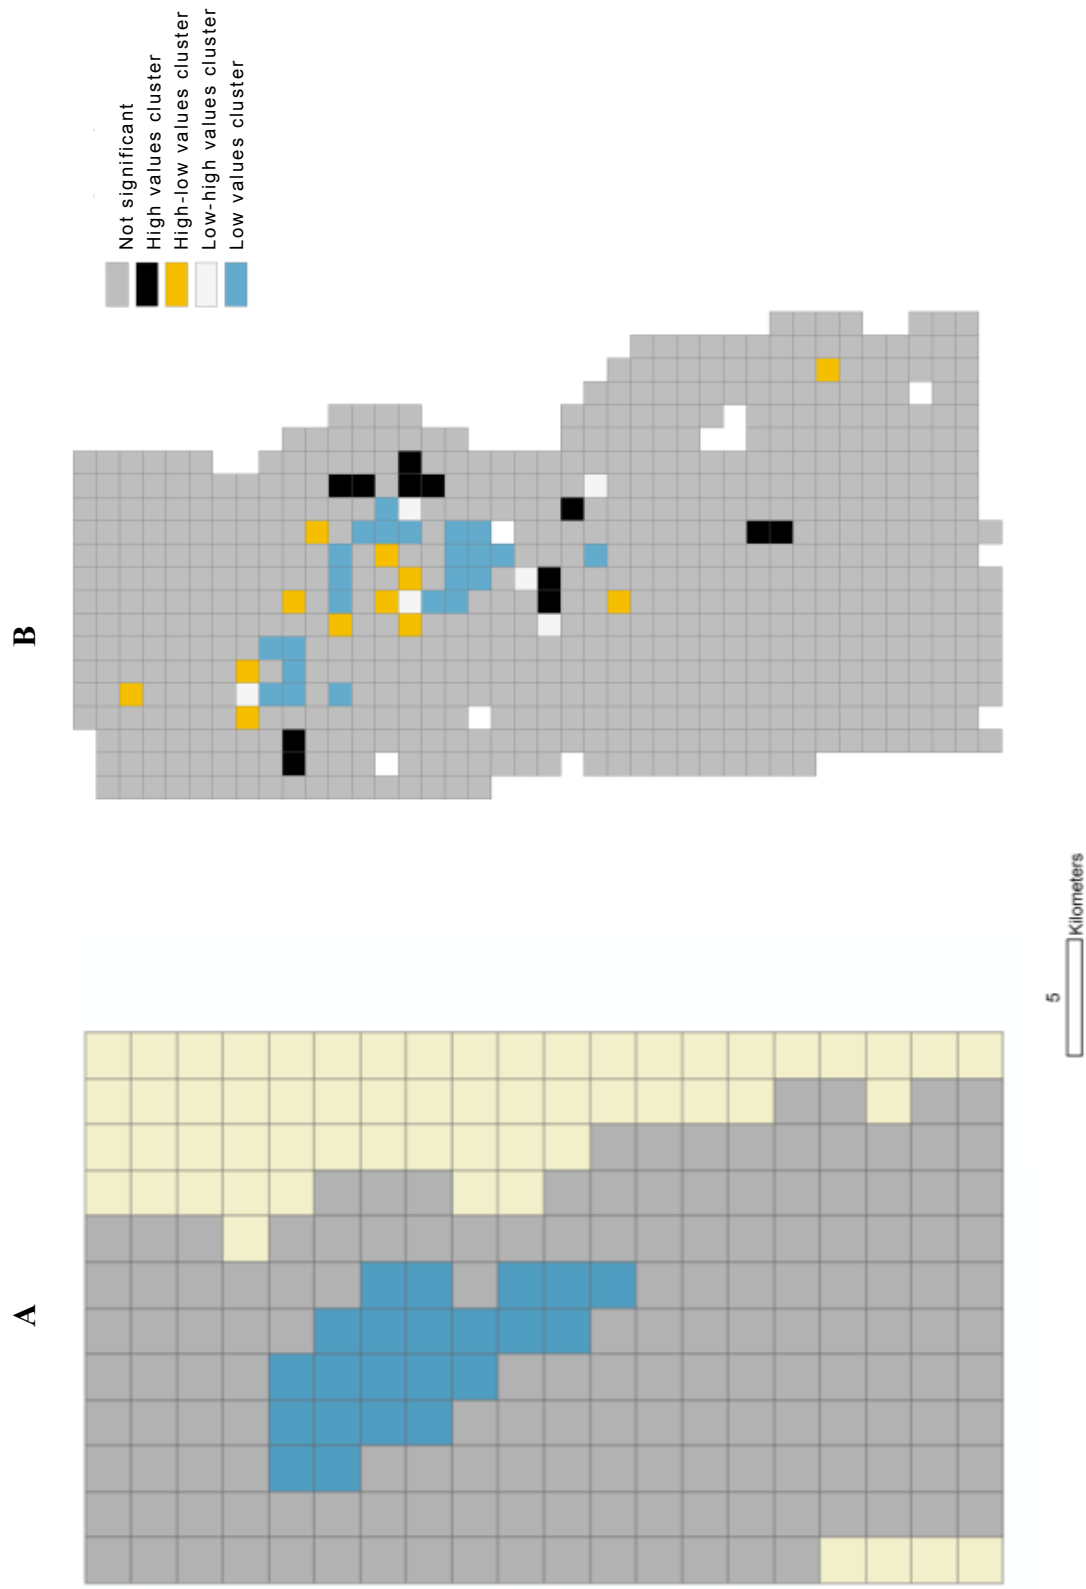 A
B
Not significant
High values cluster
High-low values cluster
Low-high values cluster
Low values cluster
5
Kilometers